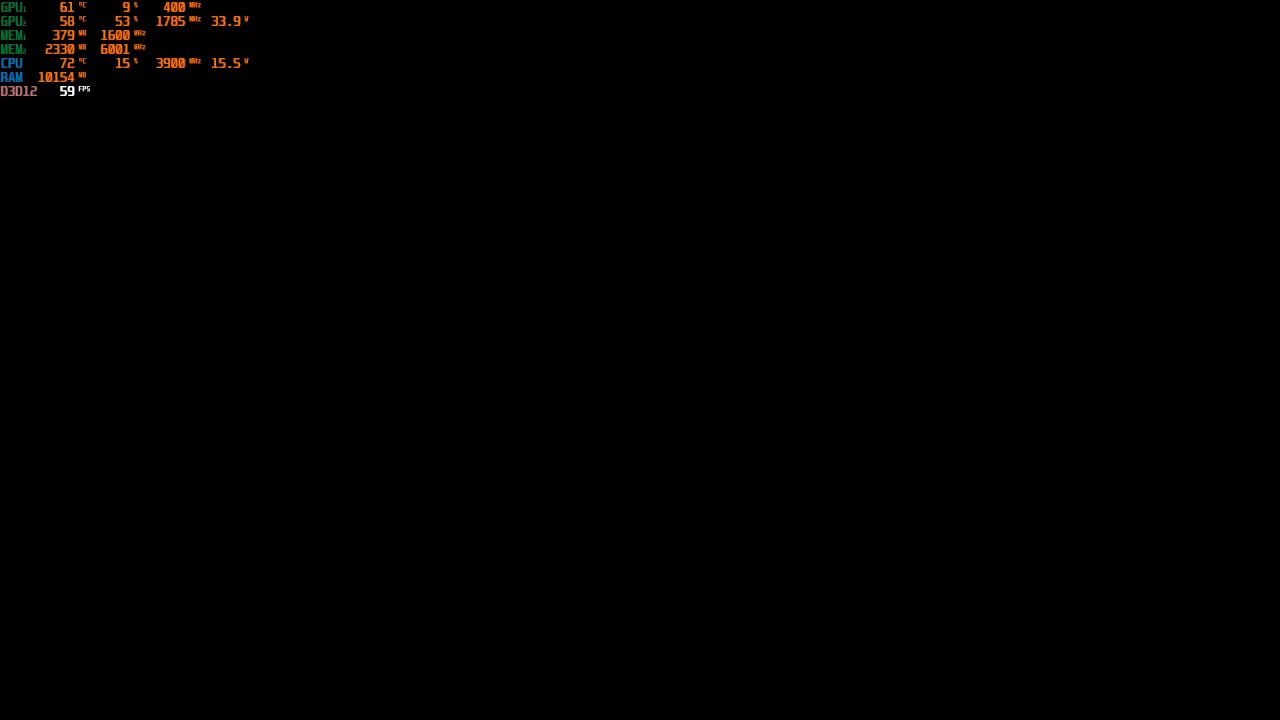 GPU1 61 °C 9 % 400 MHz
GPU2 58 °C 53 % 1785 MHz 33.9 W
MEM1 379 MB 1600 MHz
MEM2 2330 MB 6001 MHz
CPU 72 °C 15 % 3900 MHz 15.5 W
RAM 10154 MB
D3D12 59 FPS